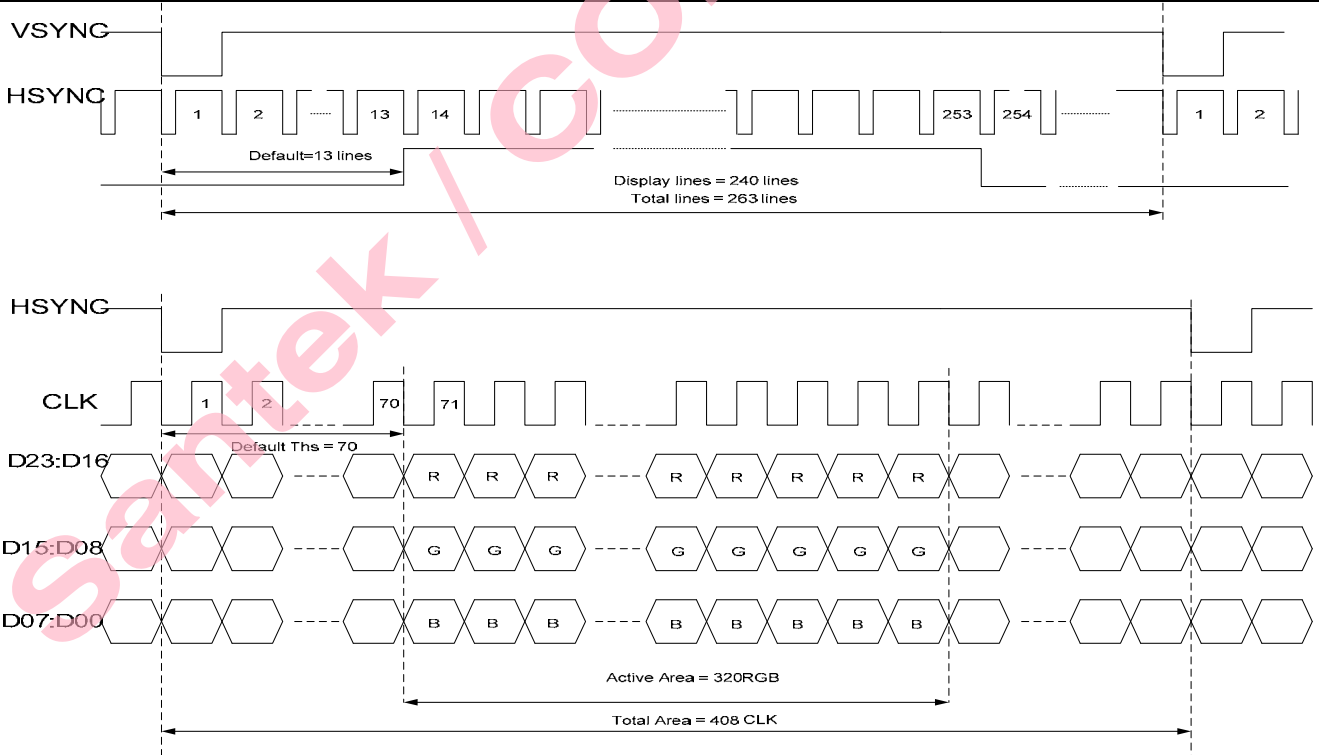 VSYNC
HSYNC
1 2 13 14 253 254 1 2
Default=13 lines
Display lines = 240 lines
Total lines = 263 lines
HSYNC
CLK
1 2 70 71
Default Ths = 70
D23:D16
R R R R R R R R
D15:D08
G G G G G G G G
D07:D00
B B B B B B B B
Active Area = 320RGB
Total Area = 408 CLK
Santek / CO